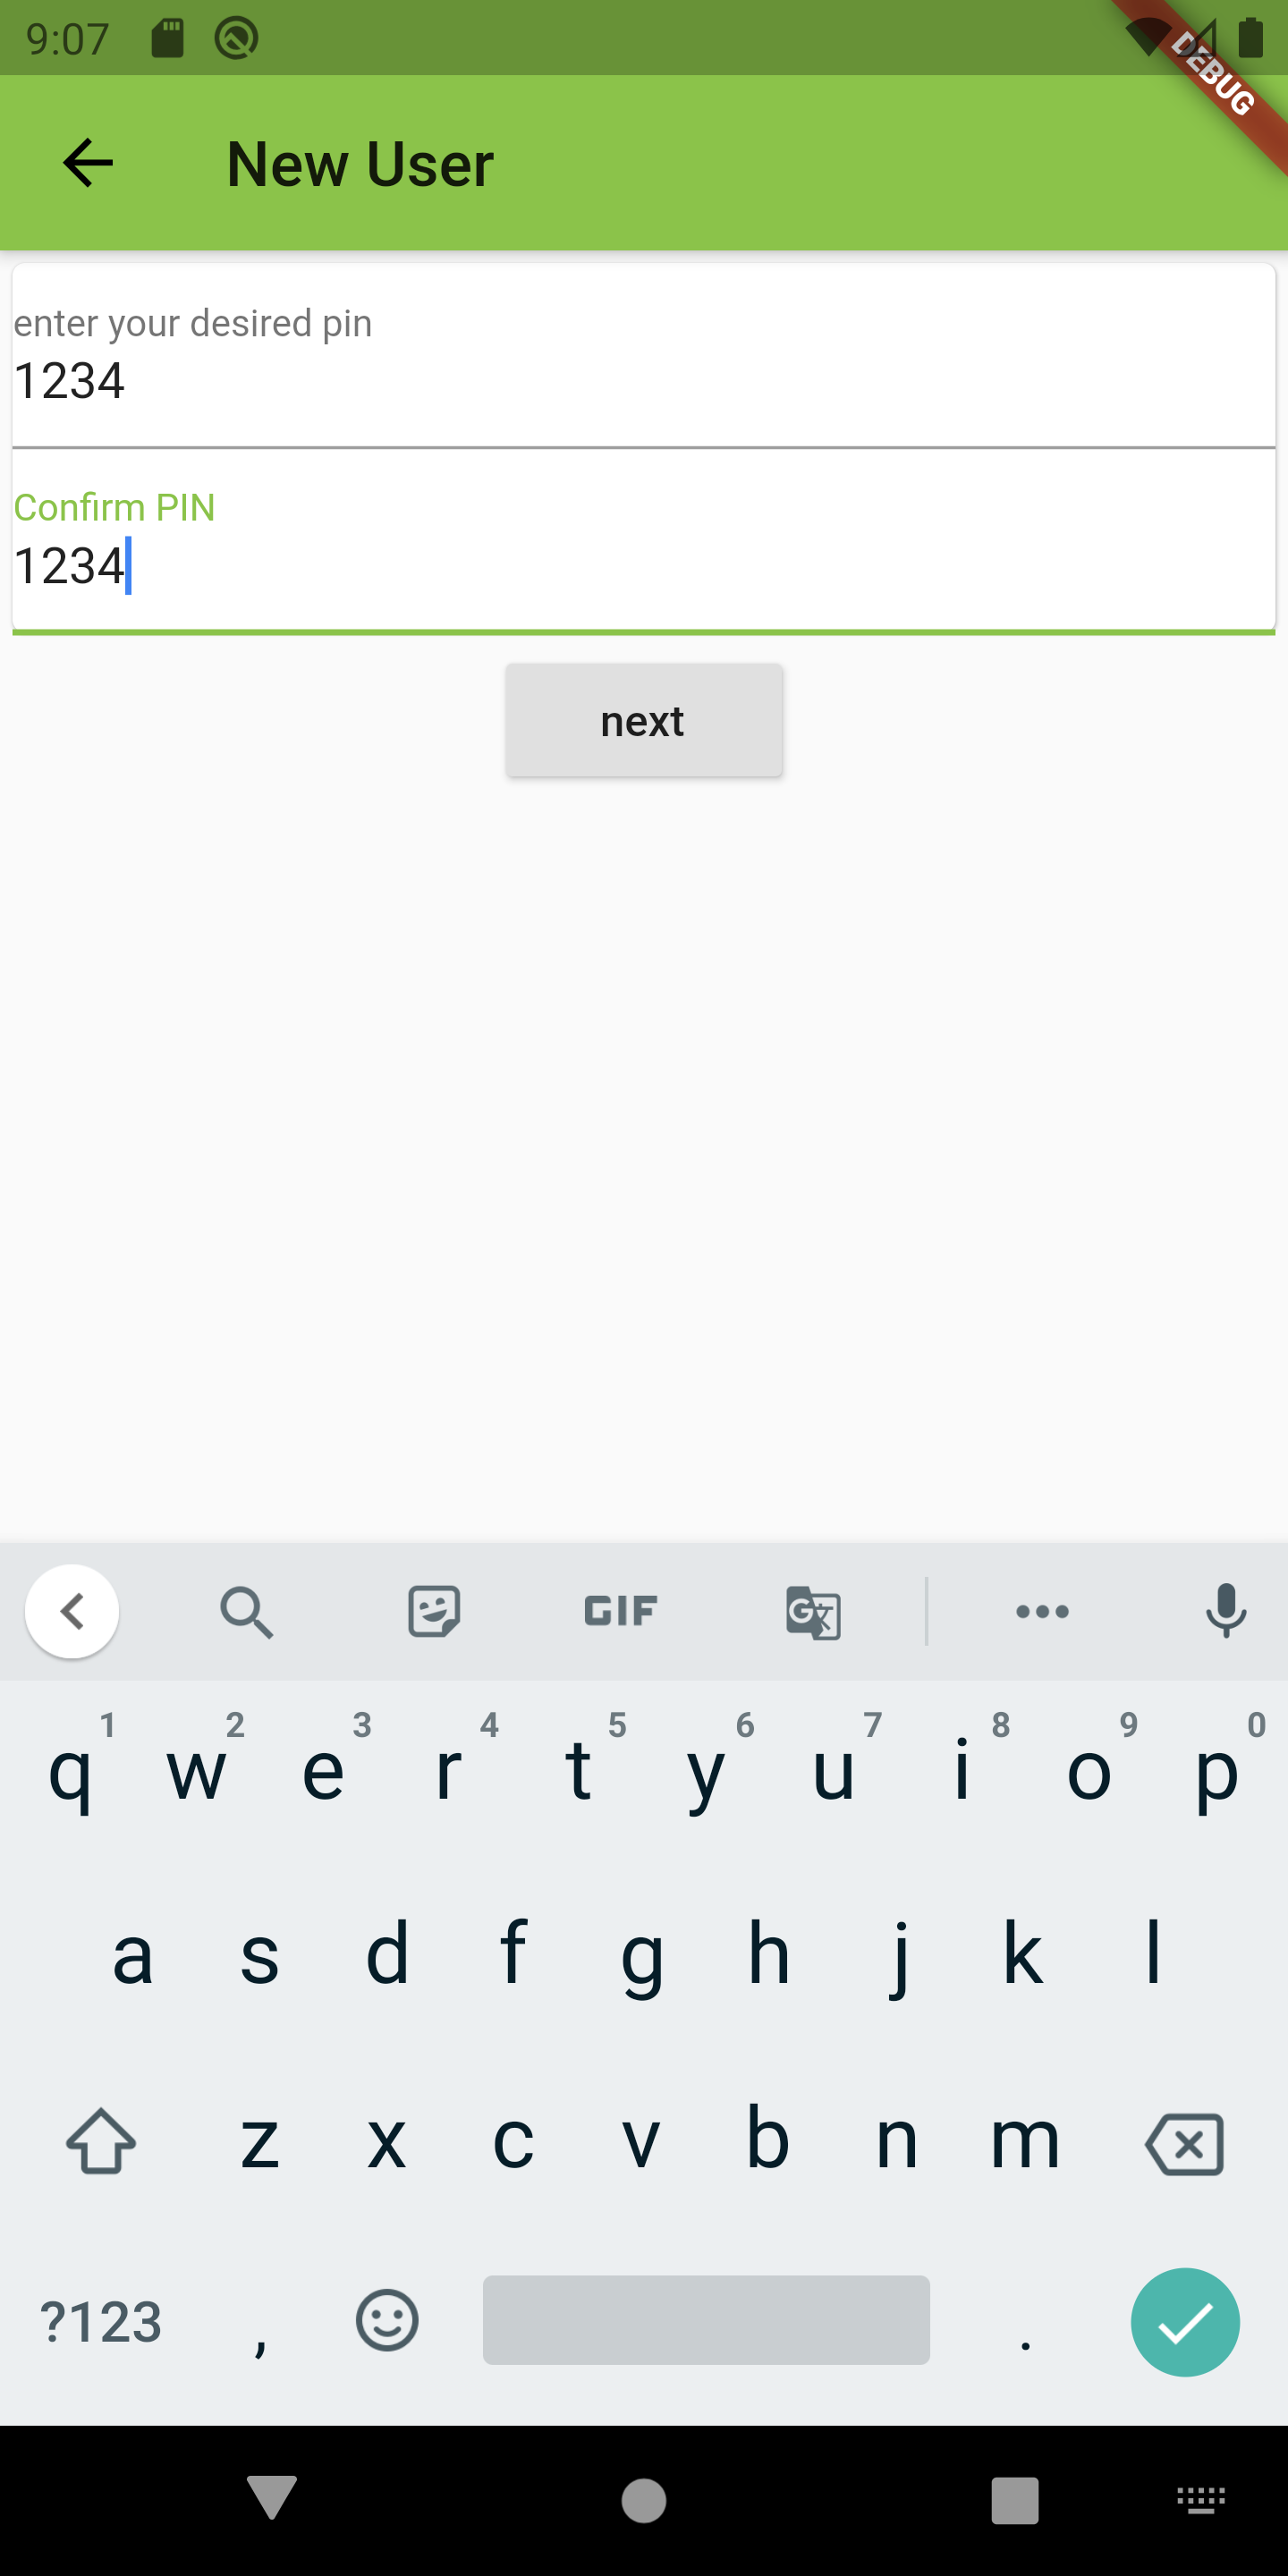 9:07
DEBUG
New User
enter your desired pin
1234
Confirm PIN
1234
next
GIF
G 文
1 2 3 4 5 6 7 8 9 0
q w e r t y u i o p
a s d f g h j k l
z x c v b n m
?123 , .